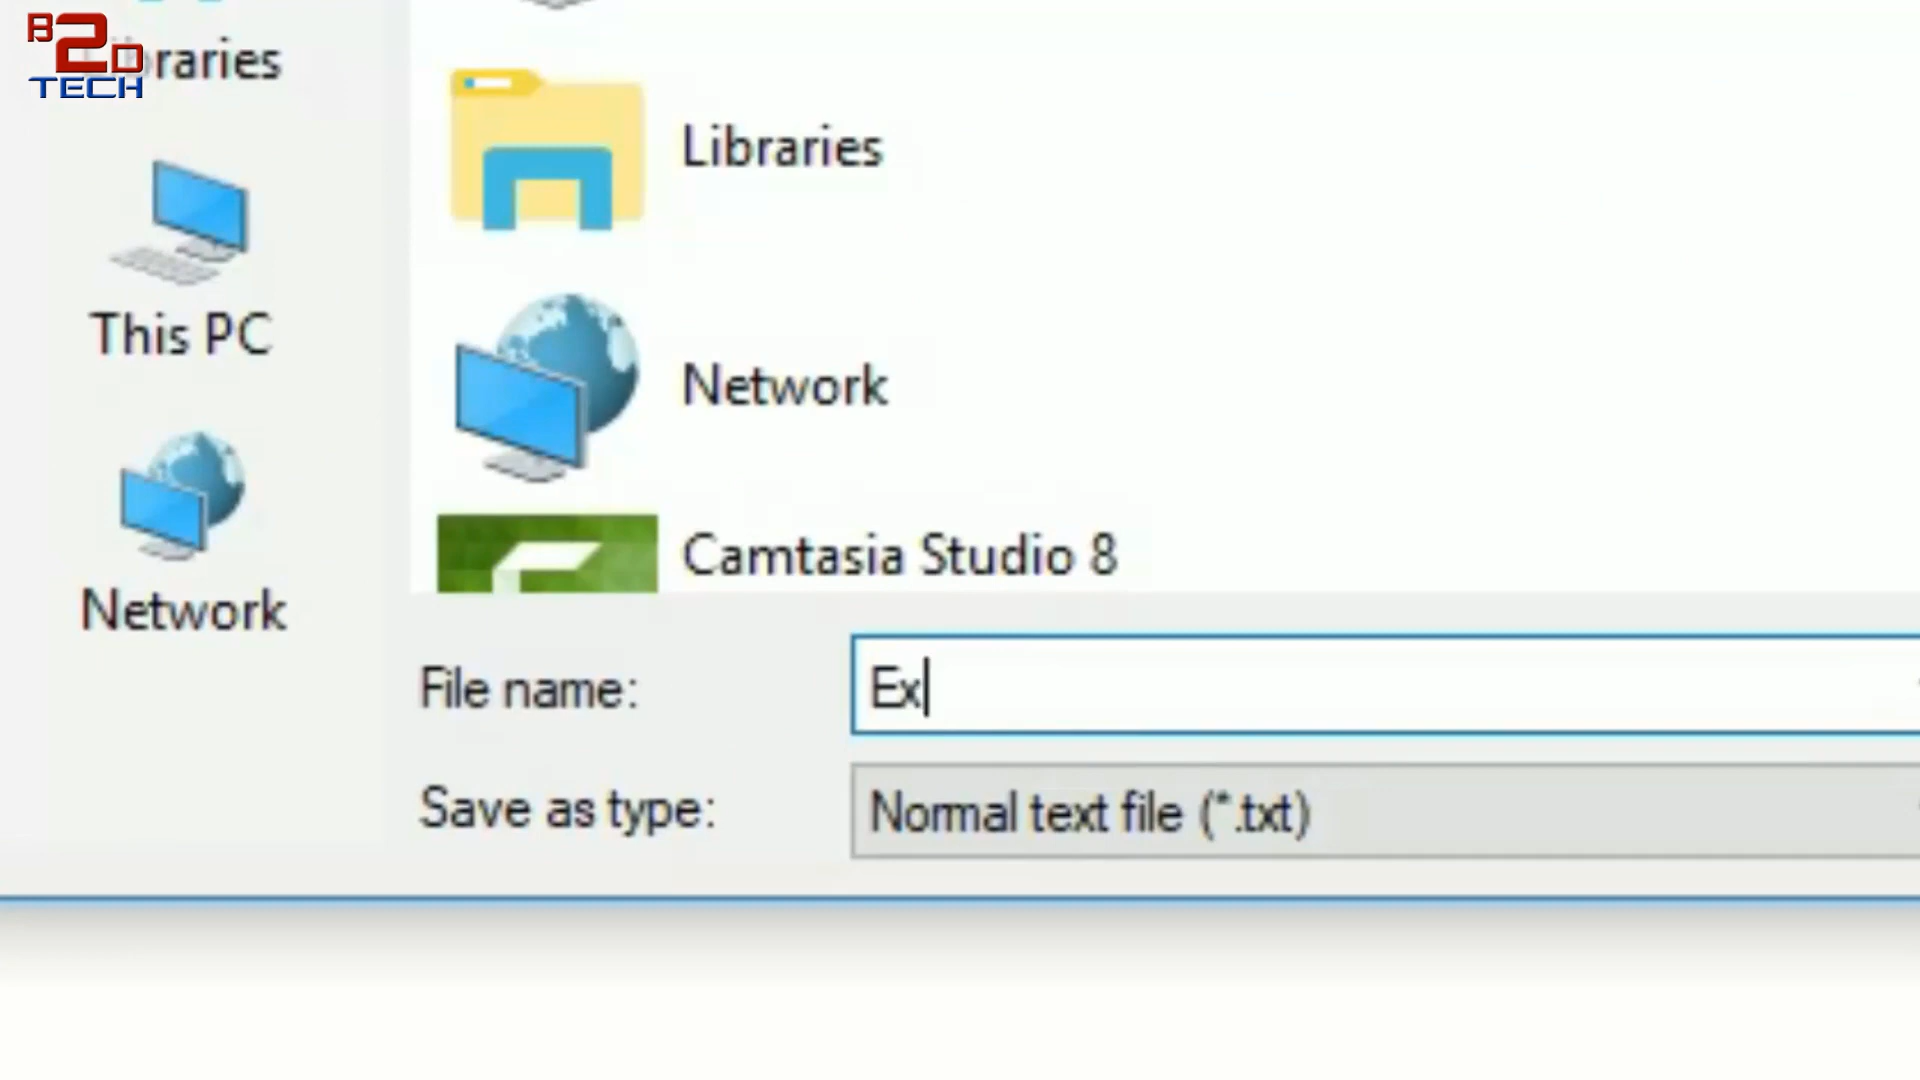 B2D
TECH
braries
Libraries
This PC
Network
Network
Camtasia Studio 8
File name:
Ex
Save as type:
Normal text file (*.txt)